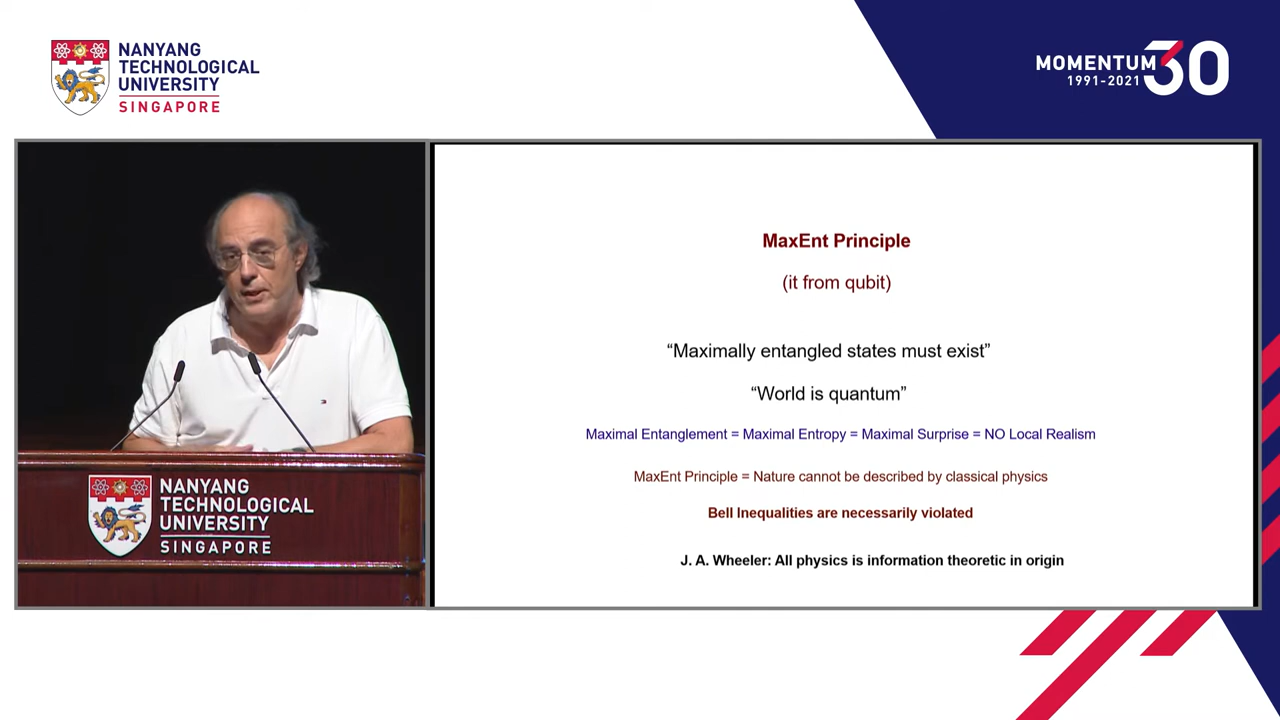 NANYANG
TECHNOLOGICAL
UNIVERSITY
SINGAPORE
MOMENTUM30
1991-2021
MaxEnt Principle
(it from qubit)
“Maximally entangled states must exist”
“World is quantum”
Maximal Entanglement = Maximal Entropy = Maximal Surprise = NO Local Realism
MaxEnt Principle = Nature cannot be described by classical physics
Bell Inequalities are necessarily violated
J. A. Wheeler: All physics is information theoretic in origin
NANYANG
TECHNOLOGICAL
UNIVERSITY
SINGAPORE